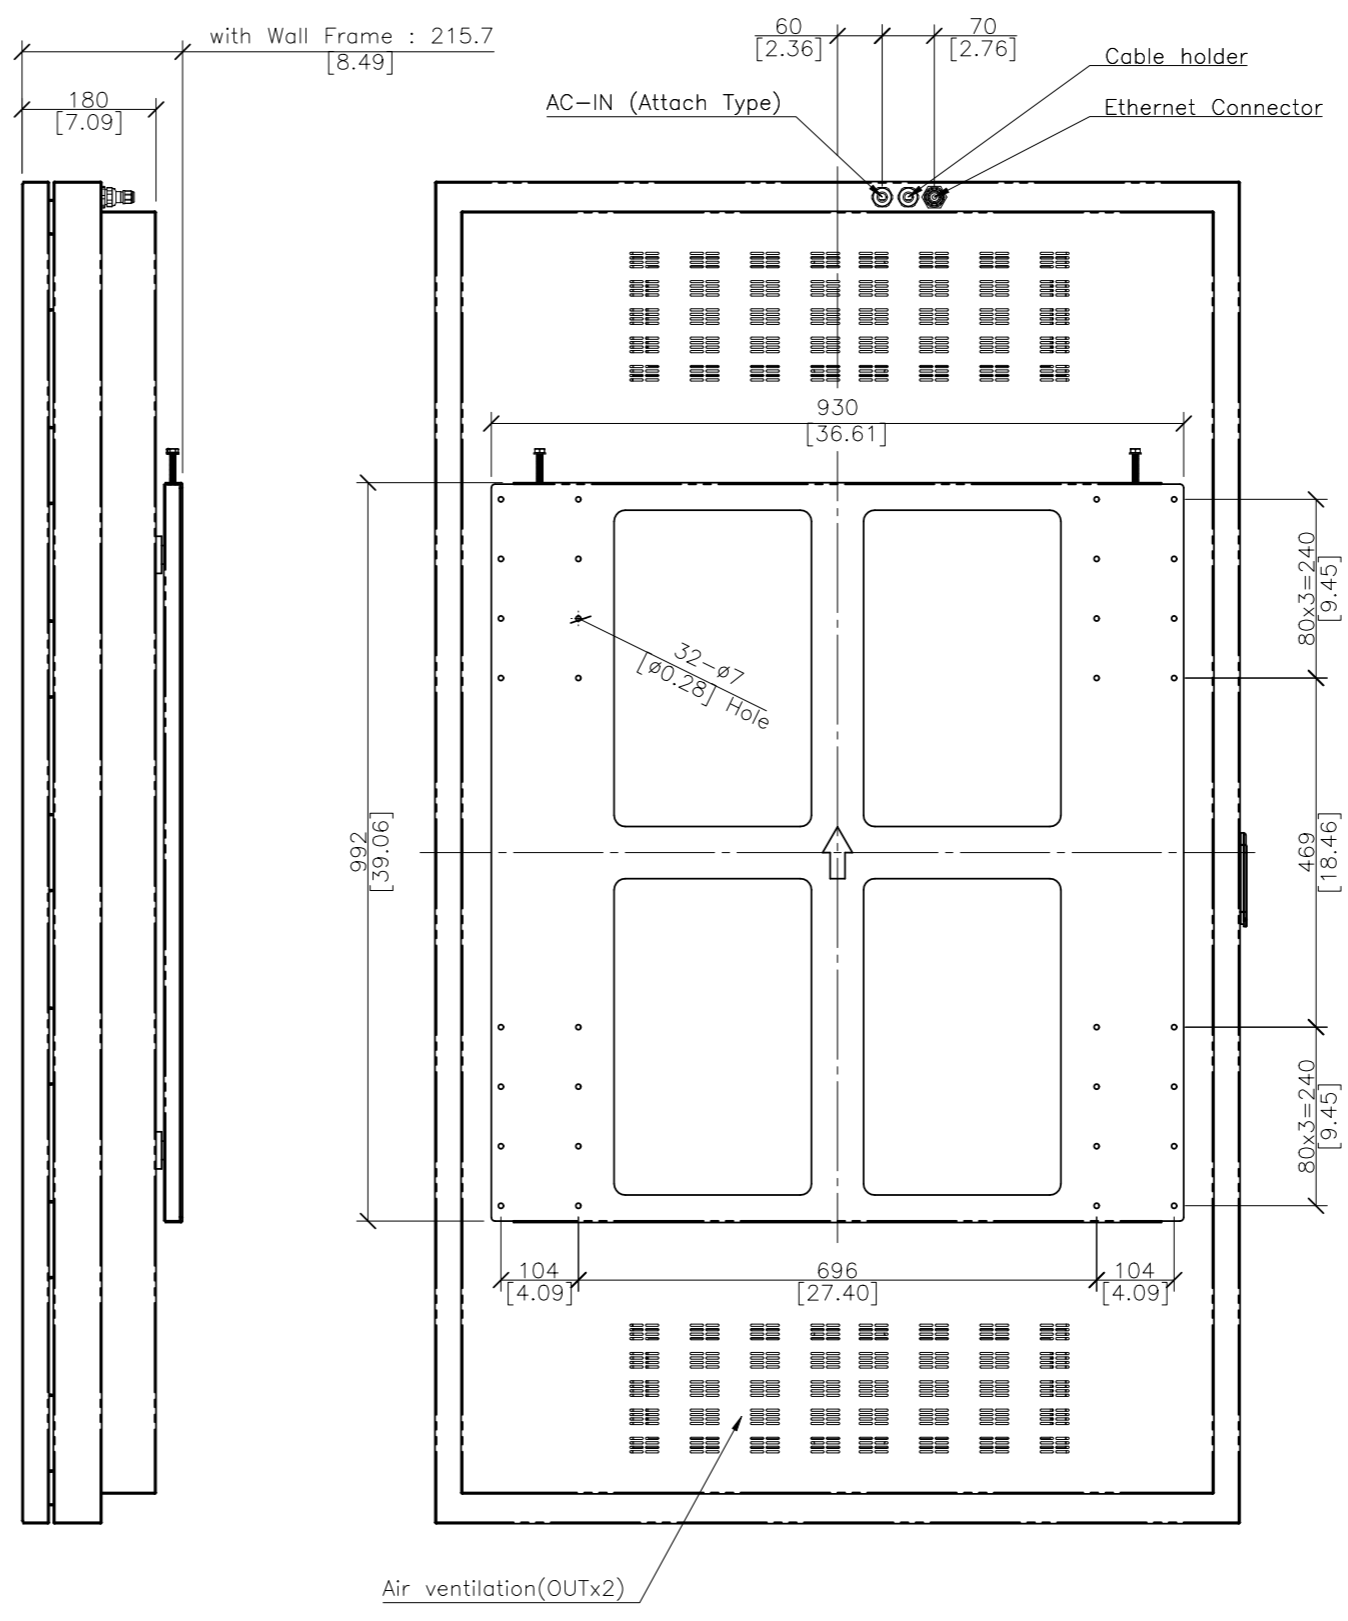 with Wall Frame : 215.7
[8.49]
180
[7.09]
60
[2.36]
70
[2.76]
Cable holder
AC-IN (Attach Type)
Ethernet Connector
930
[36.61]
80x3=240
[9.45]
32-ø7
[ø0.28] Hole
992
[39.06]
469
[18.46]
80x3=240
[9.45]
104
[4.09]
696
[27.40]
104
[4.09]
Air ventilation(OUTx2)